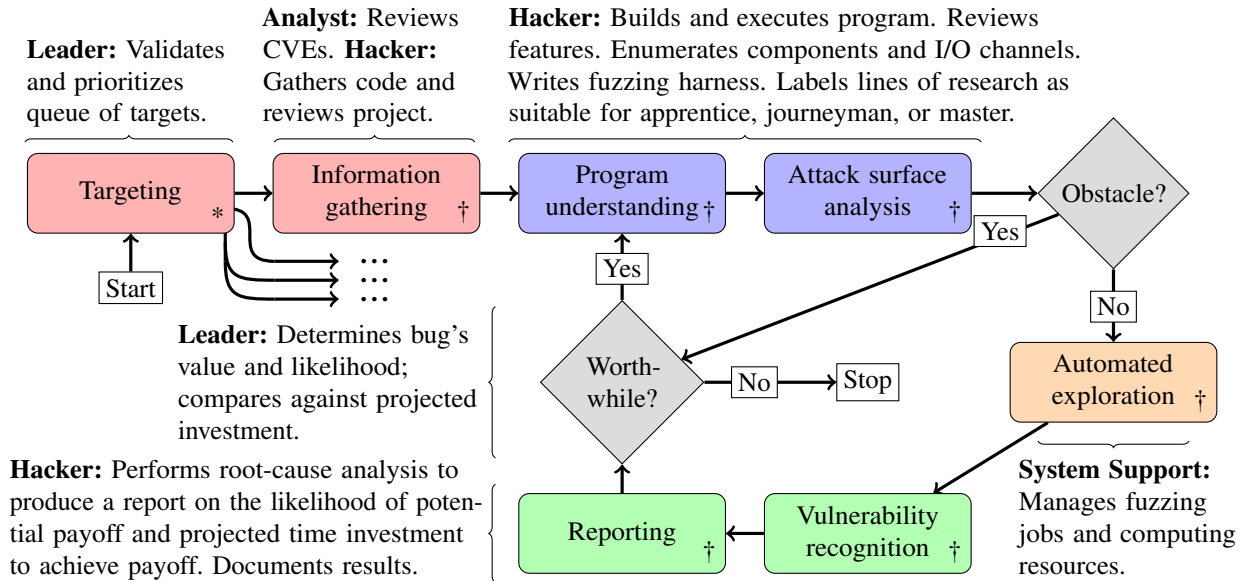 Leader: Validates
and prioritizes
queue of targets.
Analyst: Reviews
CVEs. Hacker:
Gathers code and
reviews project.
Hacker: Builds and executes program. Reviews
features. Enumerates components and I/O channels.
Writes fuzzing harness. Labels lines of research as
suitable for apprentice, journeyman, or master.
Targeting
*
Information
gathering
†
Program
understanding
†
Attack surface
analysis
†
Obstacle?
Start
...
...
...
Yes
Yes
No
Leader: Determines bug’s
value and likelihood;
compares against projected
investment.
Worth-
while?
No
Stop
Automated
exploration
†
Hacker: Performs root-cause analysis to
produce a report on the likelihood of poten-
tial payoff and projected time investment
to achieve payoff. Documents results.
Reporting
†
Vulnerability
recognition
†
System Support:
Manages fuzzing
jobs and computing
resources.